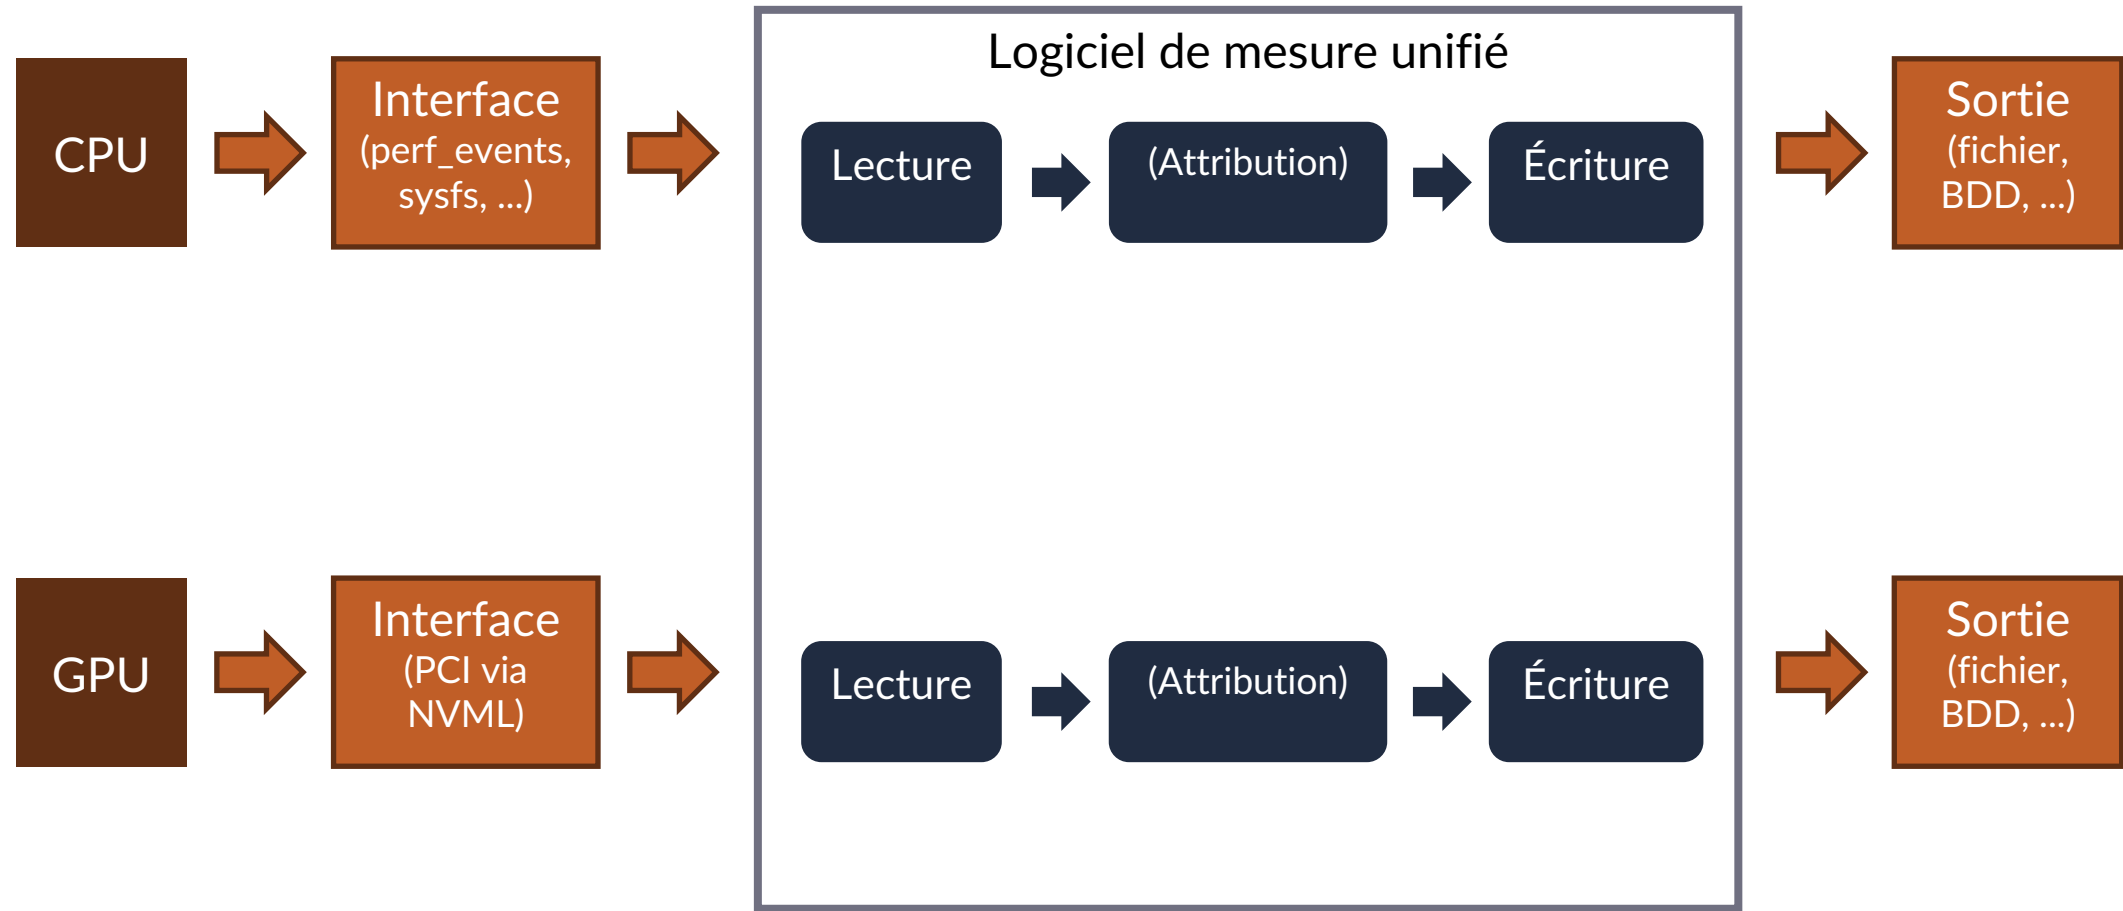 Logiciel de mesure unifié
CPU
Interface
(perf_events,
sysfs, ...)
Lecture
(Attribution)
Écriture
Sortie
(fichier,
BDD, ...)
GPU
Interface
(PCI via
NVML)
Lecture
(Attribution)
Écriture
Sortie
(fichier,
BDD, ...)